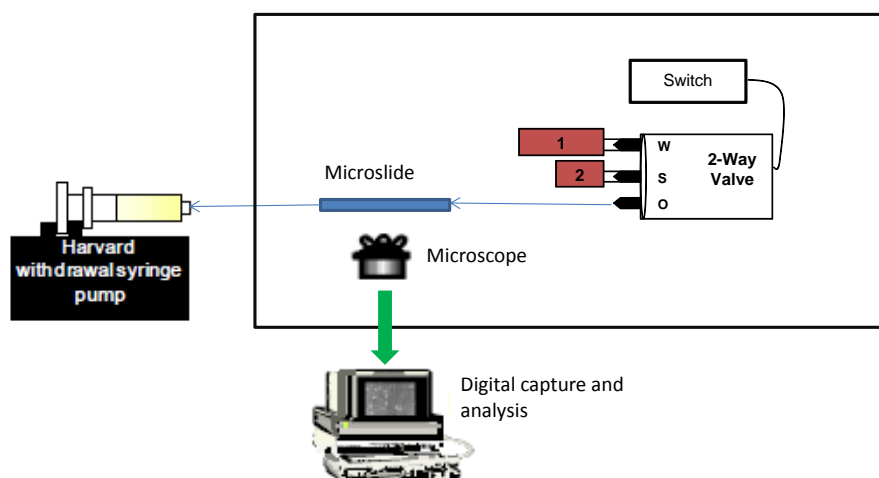 Switch
1
W
2-Way
Valve
2
S
O
Microslide
Harvard
withdrawal syringe
pump
Microscope
Digital capture and
analysis